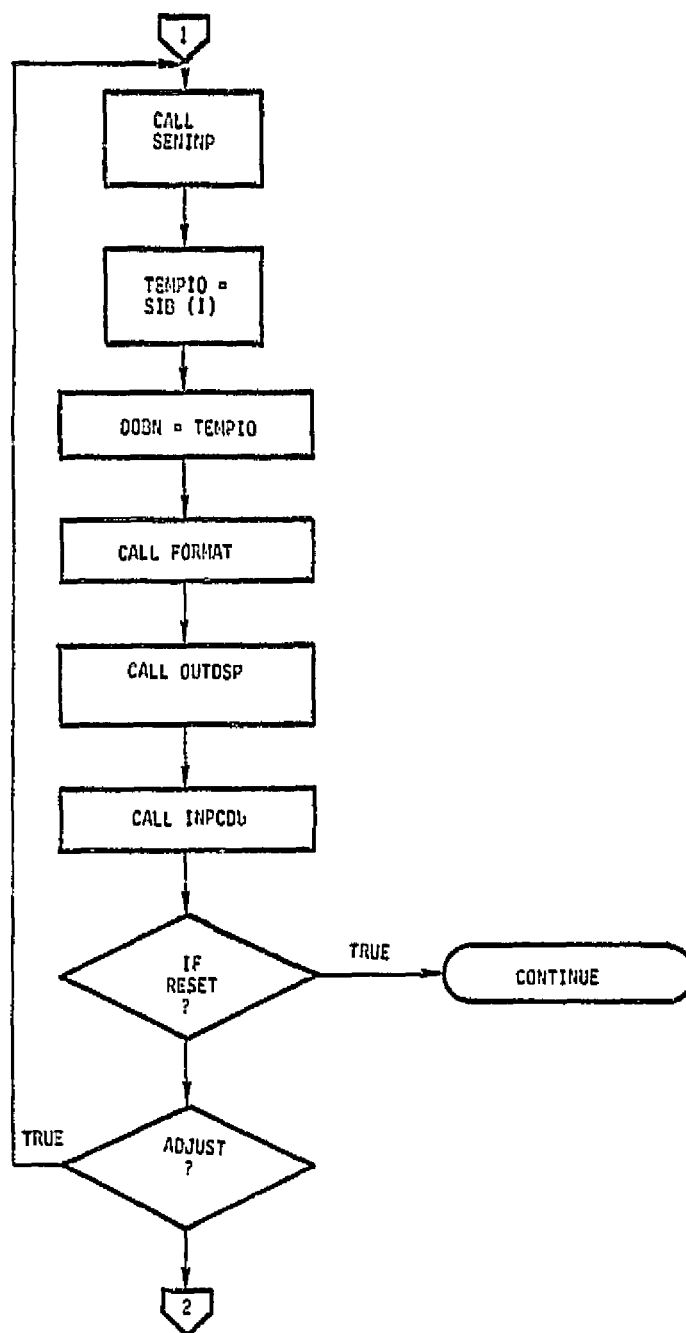 1
CALL
SENINP
TEMPIO =
SIB (I)
DOBN = TEMPIO
CALL FORMAT
CALL OUTDSP
CALL INPCDU
IF
RESET
?
TRUE
CONTINUE
TRUE
ADJUST
?
2